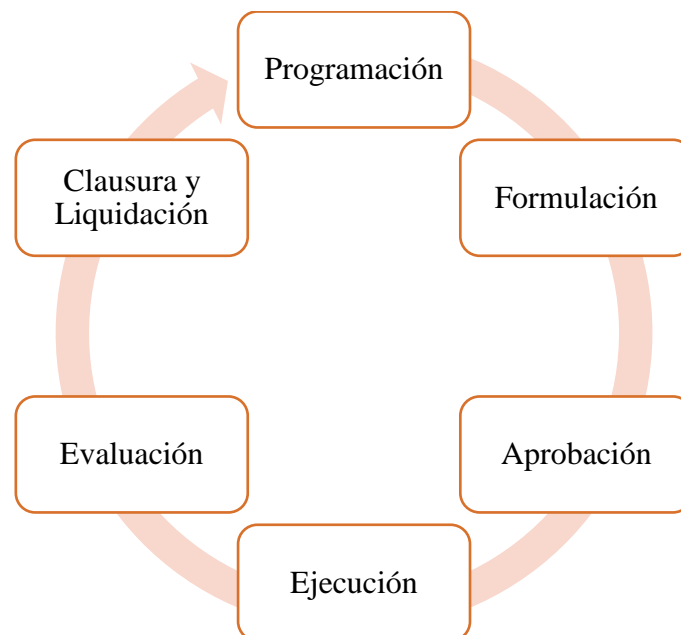 Programación
Formulación
Aprobación
Ejecución
Evaluación
Clausura y
Liquidación